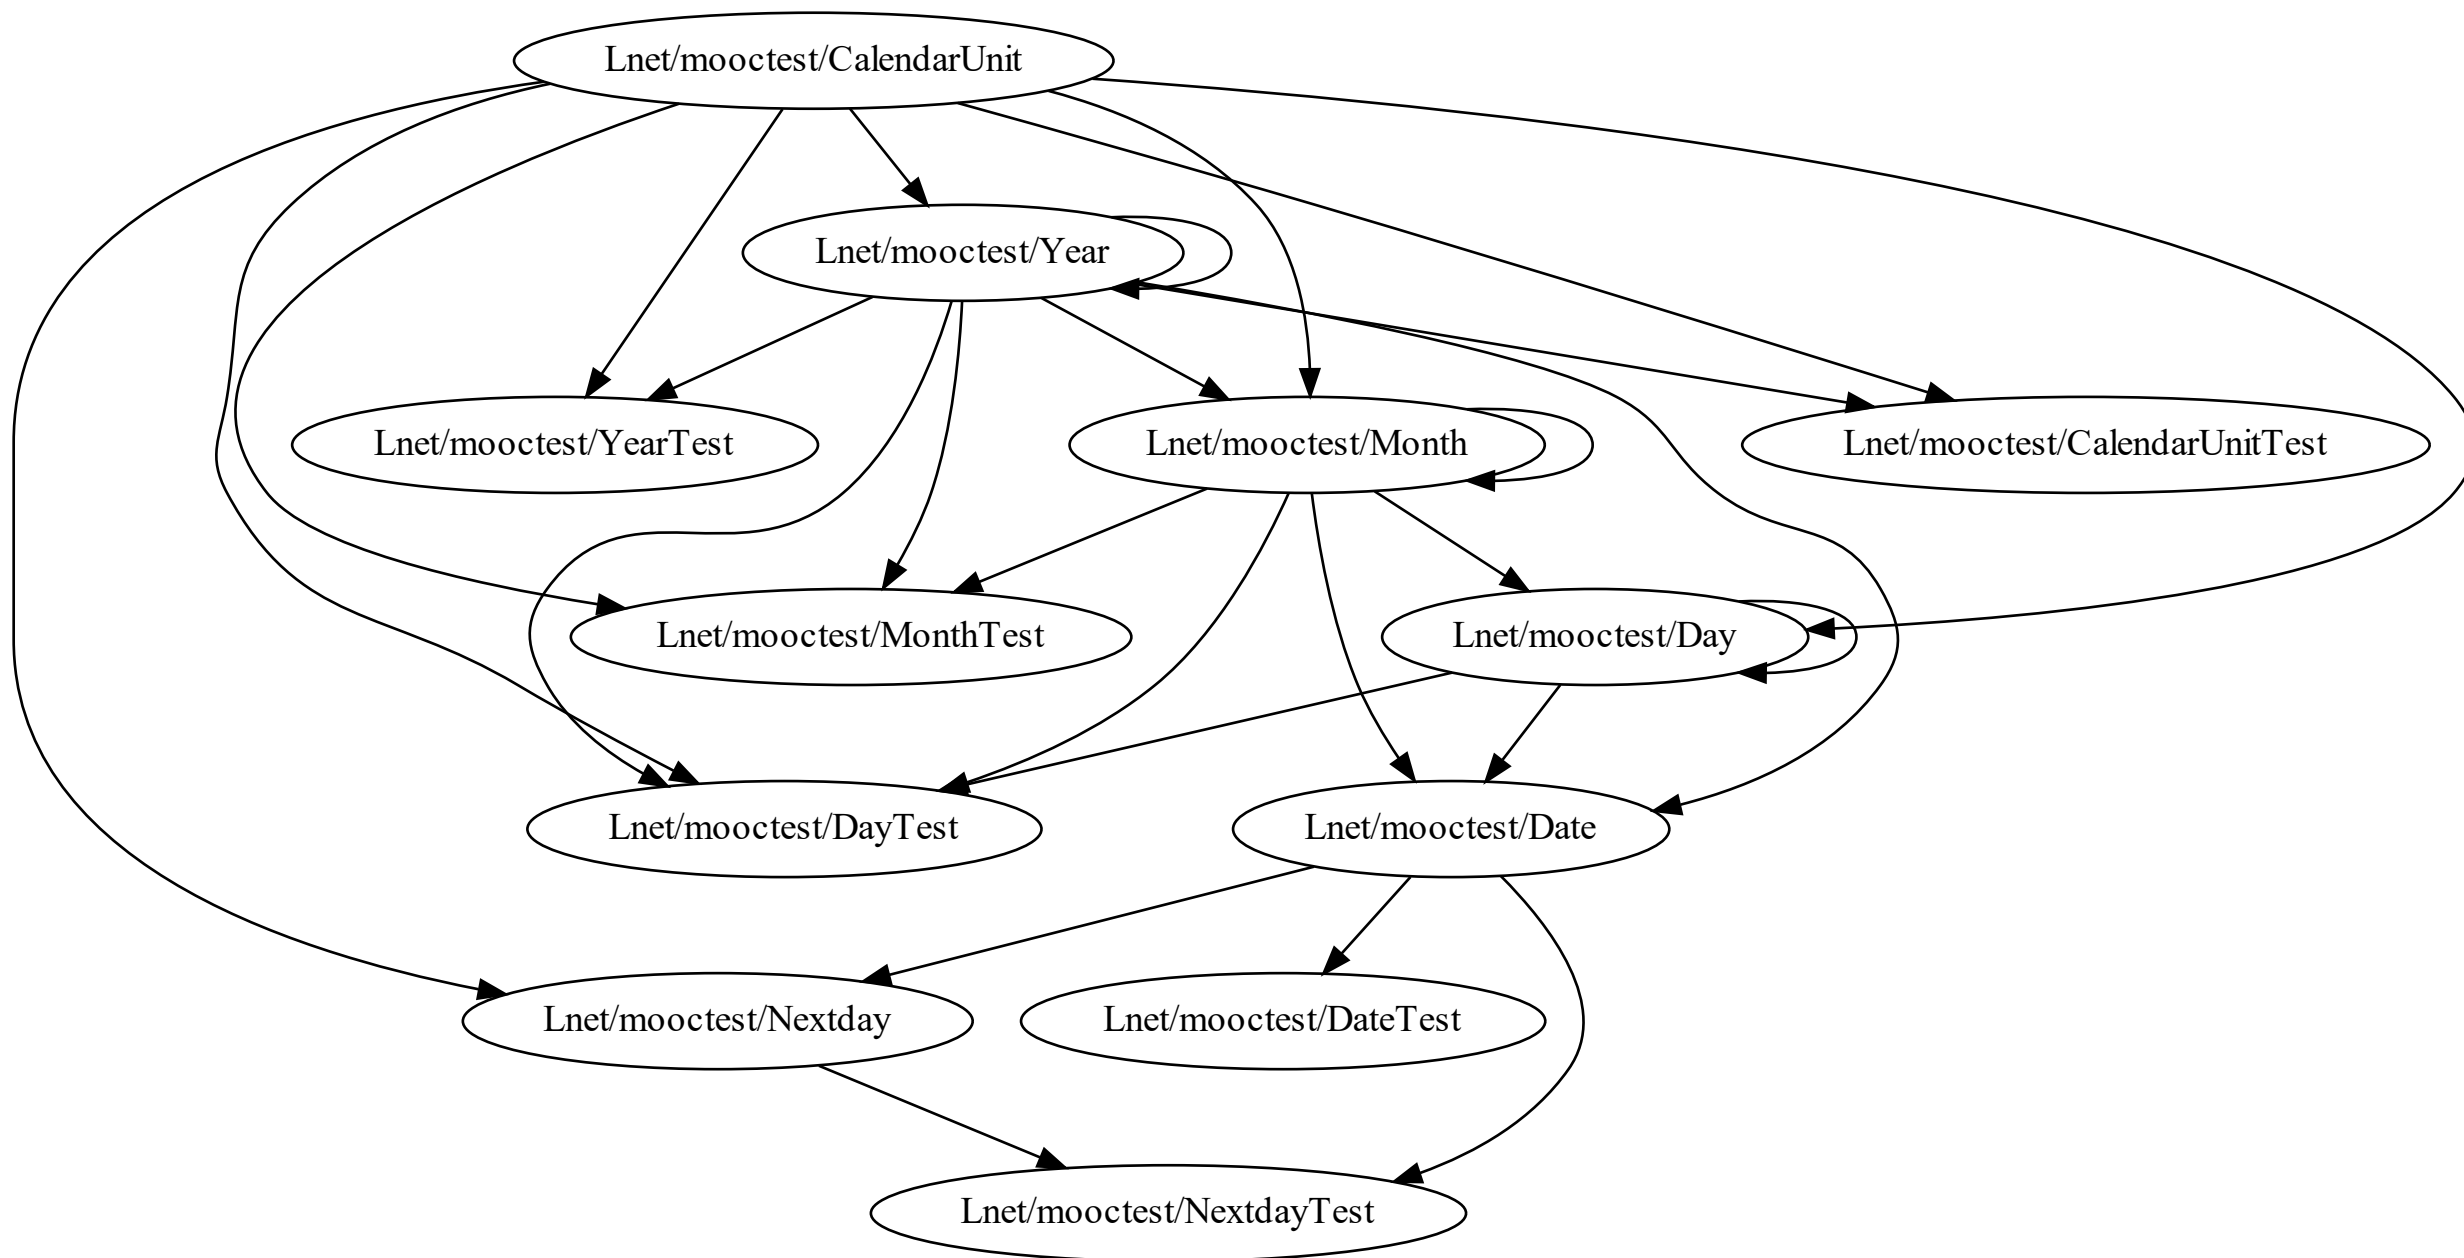 Lnet/mooctest/CalendarUnit
Lnet/mooctest/Year
Lnet/mooctest/YearTest
Lnet/mooctest/Month
Lnet/mooctest/CalendarUnitTest
Lnet/mooctest/MonthTest
Lnet/mooctest/Day
Lnet/mooctest/DayTest
Lnet/mooctest/Date
Lnet/mooctest/Nextday
Lnet/mooctest/DateTest
Lnet/mooctest/NextdayTest